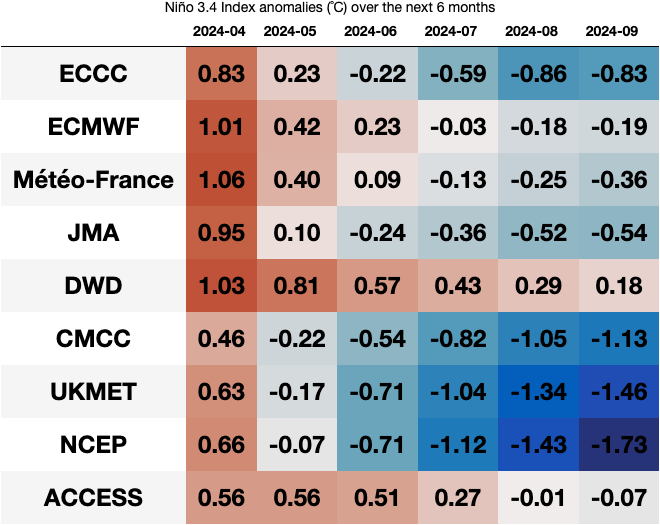 Niño 3.4 Index anomalies (°C) over the next 6 months
2024-04 2024-05 2024-06 2024-07 2024-08 2024-09
ECCC 0.83 0.23 -0.22 -0.59 -0.86 -0.83
ECMWF 1.01 0.42 0.23 -0.03 -0.18 -0.19
Météo-France 1.06 0.40 0.09 -0.13 -0.25 -0.36
JMA 0.95 0.10 -0.24 -0.36 -0.52 -0.54
DWD 1.03 0.81 0.57 0.43 0.29 0.18
CMCC 0.46 -0.22 -0.54 -0.82 -1.05 -1.13
UKMET 0.63 -0.17 -0.71 -1.04 -1.34 -1.46
NCEP 0.66 -0.07 -0.71 -1.12 -1.43 -1.73
ACCESS 0.56 0.56 0.51 0.27 -0.01 -0.07